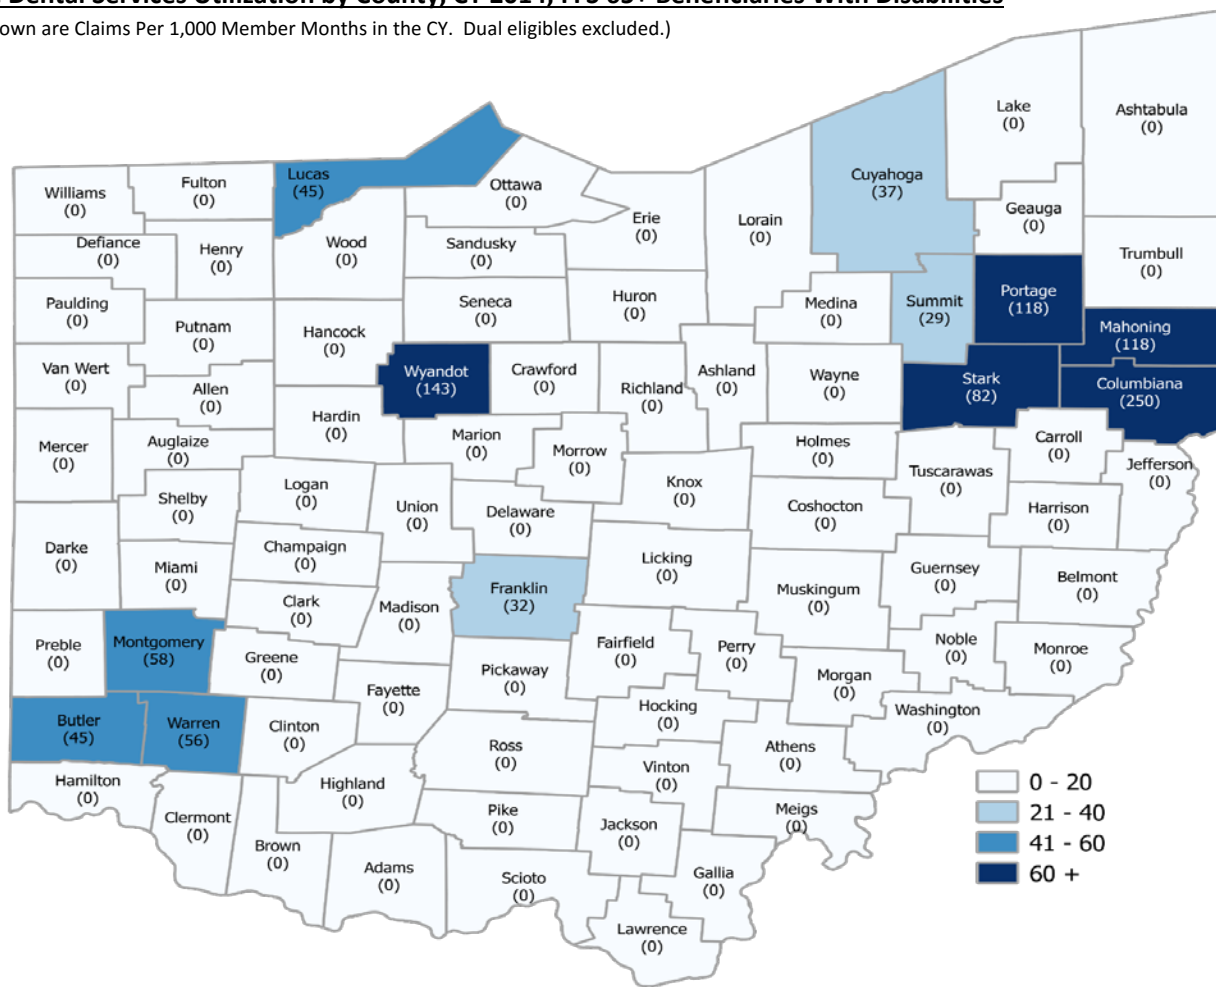 Dental Services Utilization by County, CY 2014, FFS 65+ Beneficiaries With Disabilities
own are Claims Per 1,000 Member Months in the CY. Dual eligibles excluded.)
Lake
(0)
Ashtabula
(0)
Williams
(0)
Fulton
(0)
Lucas
(45)
Ottawa
(0)
Cuyahoga
(37)
Geauga
(0)
Erie
(0)
Lorain
(0)
Defiance
(0)
Henry
(0)
Wood
(0)
Sandusky
(0)
Trumbull
(0)
Paulding
(0)
Putnam
(0)
Hancock
(0)
Seneca
(0)
Huron
(0)
Medina
(0)
Summit
(29)
Portage
(118)
Mahoning
(118)
Van Wert
(0)
Allen
(0)
Wyandot
(143)
Crawford
(0)
Richland
(0)
Ashland
(0)
Wayne
(0)
Stark
(82)
Columbiana
(250)
Mercer
(0)
Auglaize
(0)
Hardin
(0)
Marion
(0)
Morrow
(0)
Holmes
(0)
Carroll
(0)
Jefferson
(0)
Tuscarawas
(0)
Shelby
(0)
Logan
(0)
Union
(0)
Delaware
(0)
Knox
(0)
Coshocton
(0)
Harrison
(0)
Darke
(0)
Miami
(0)
Champaign
(0)
Clark
(0)
Madison
(0)
Franklin
(32)
Licking
(0)
Muskingum
(0)
Guernsey
(0)
Belmont
(0)
Preble
(0)
Montgomery
(58)
Greene
(0)
Fayette
(0)
Pickaway
(0)
Fairfield
(0)
Perry
(0)
Morgan
(0)
Noble
(0)
Monroe
(0)
Butler
(45)
Warren
(56)
Clinton
(0)
Ross
(0)
Hocking
(0)
Athens
(0)
Washington
(0)
Hamilton
(0)
Clermont
(0)
Highland
(0)
Vinton
(0)
Meigs
(0)
Brown
(0)
Adams
(0)
Pike
(0)
Jackson
(0)
Scioto
(0)
Gallia
(0)
Lawrence
(0)
0 - 20
21 - 40
41 - 60
60 +